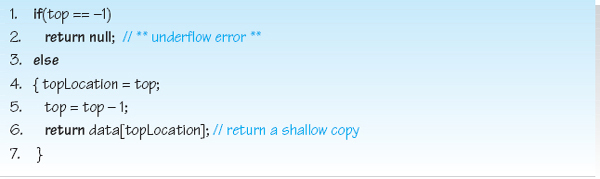 1. if(top == –1)
2. return null; // ** underflow error **
3. else
4. { topLocation = top;
5. top = top – 1;
6. return data[topLocation]; // return a shallow copy
7. }